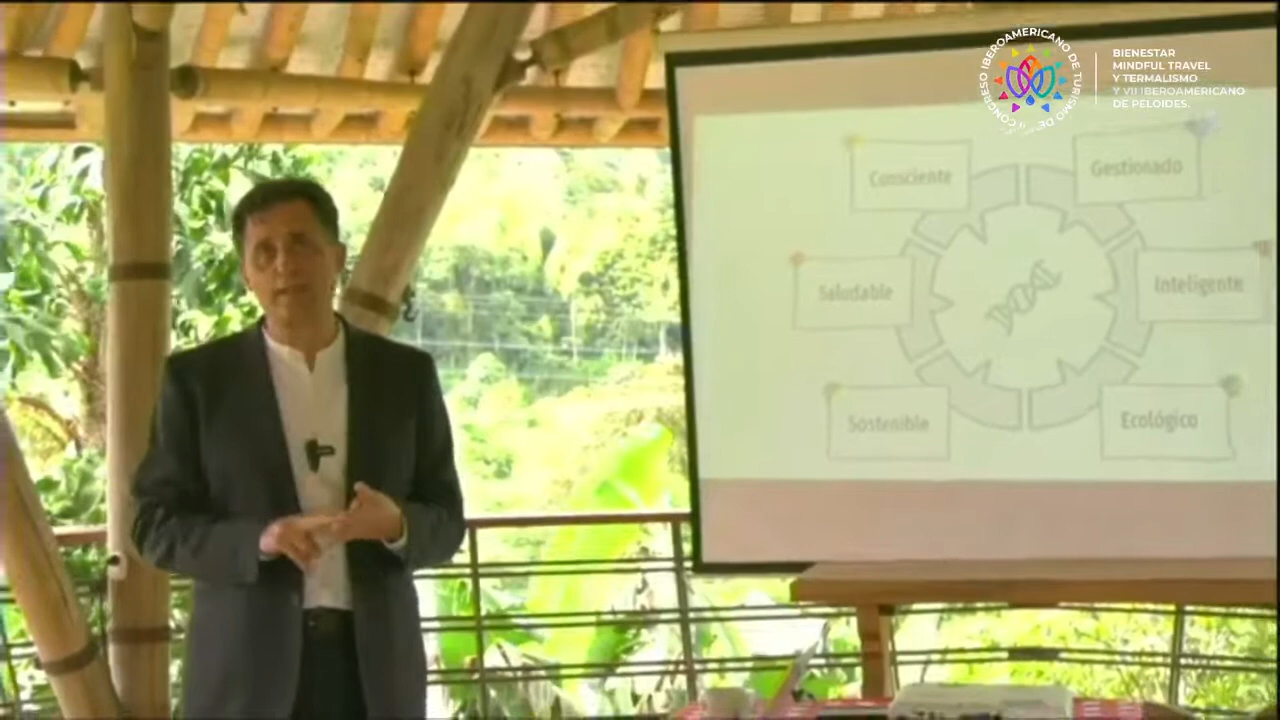 II CONGRESO IBEROAMERICANO DE TURISMO DE
BIENESTAR
MINDFUL TRAVEL
Y TERMALISMO
Y VII IBEROAMERICANO
DE PELOIDES.
Consciente
Gestionado
Saludable
Inteligente
Sostenible
Ecológico